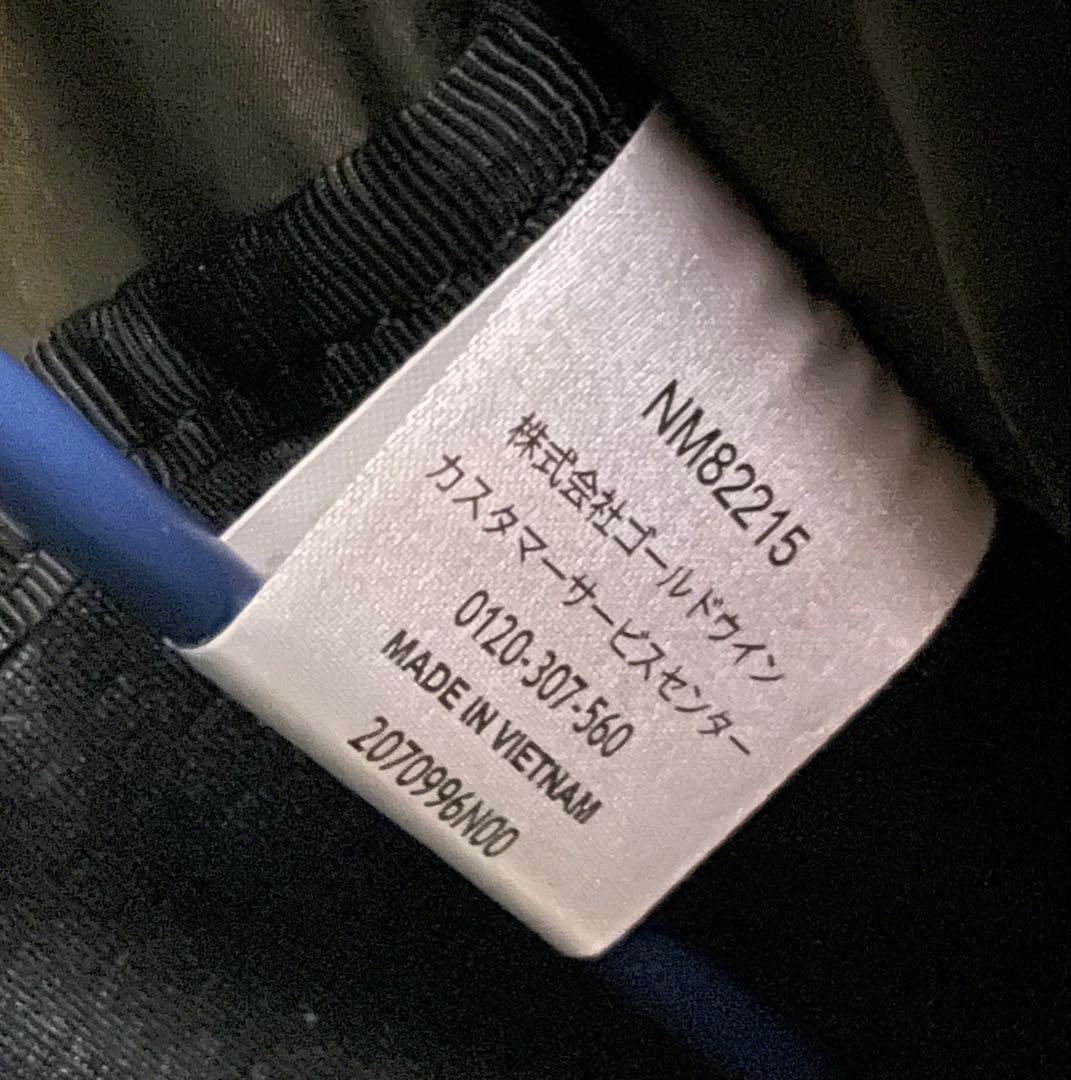 NM82215
株式会社ゴールドウイン
カスタマーサービスセンター
0120-307-560
MADE IN VIETNAM
2070996N00